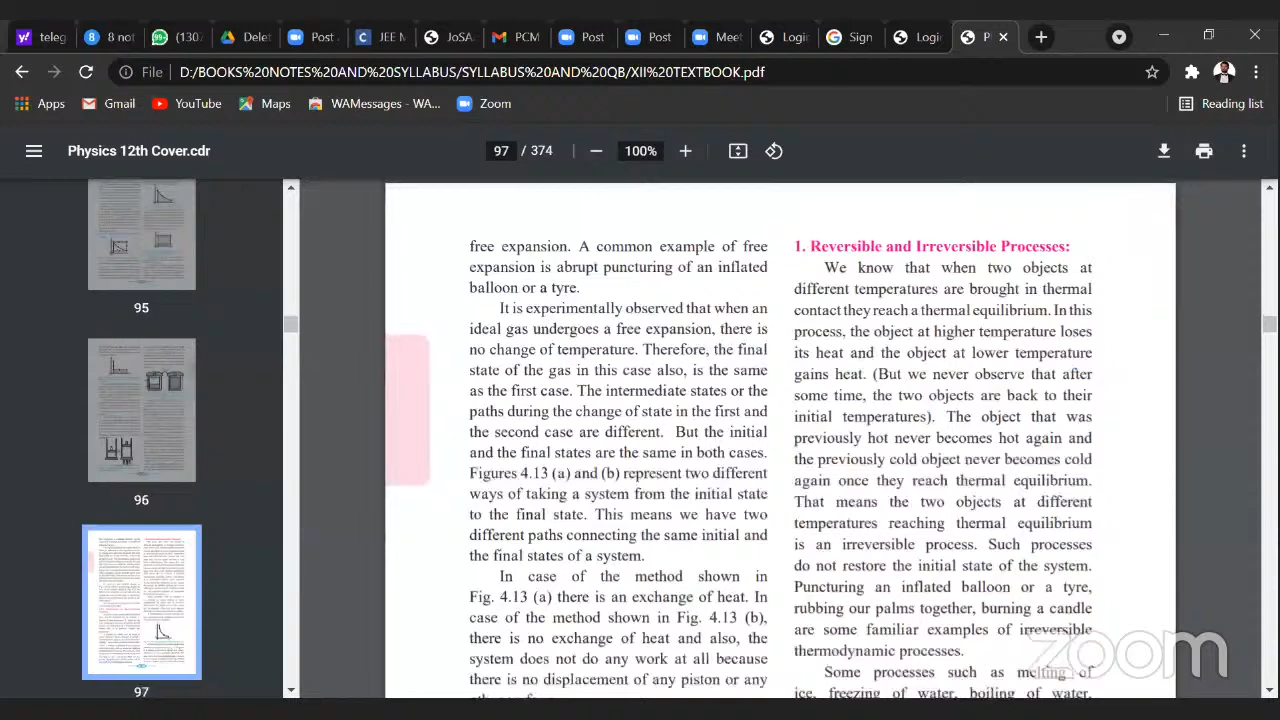 teleg
8 not
99+
(1307
Delet
Post A
JEE M
JoSA
PCM
Post
Post
Meet
Logic
Sign
Login
File
D:/BOOKS%20NOTES%20AND%20SYLLABUS/SYLLABUS%20AND%20QB/XII%20TEXTBOOK.pdf
Apps
Gmail
YouTube
Maps
WAMessages - WA...
Zoom
Reading list
Physics 12th Cover.cdr
97 / 374
100%
95
96
97
free expansion. A common example of free
expansion is abrupt puncturing of an inflated
balloon or a tyre.
It is experimentally observed that when an
ideal gas undergoes a free expansion, there is
no change of temperature. Therefore, the final
state of the gas in this case also, is the same
as the first case. The intermediate states or the
paths during the change of state in the first and
the second case are different. But the initial
and the final states are the same in both cases.
Figures 4.13 (a) and (b) represent two different
ways of taking a system from the initial state
to the final state. This means we have two
different paths connecting the same initial and
the final states of a system.
In case of the method shown in
Fig. 4.13 (a) there is an exchange of heat. In
case of the method shown in Fig. 4.13 (b),
there is no exchange of heat and also, the
system does not do any work at all because
there is no displacement of any piston or any
1. Reversible and Irreversible Processes:
We know that when two objects at
different temperatures are brought in thermal
contact they reach a thermal equilibrium. In this
process, the object at higher temperature loses
its heat and the object at lower temperature
gains heat. (But we never observe that after
some time, the two objects are back to their
initial temperatures). The object that was
previously hot never becomes hot again and
the previously cold object never becomes cold
again once they reach thermal equilibrium.
That means the two objects at different
temperatures reaching thermal equilibrium
is an irreversible process. Such processes
do not restore the initial state of the system.
Puncturing an inflated balloon or a tyre,
rubbing our palms together, burning a candle
are some familiar examples of irreversible
thermodynamic processes.
Some processes such as melting of
ice, freezing of water, boiling of water,
zoom